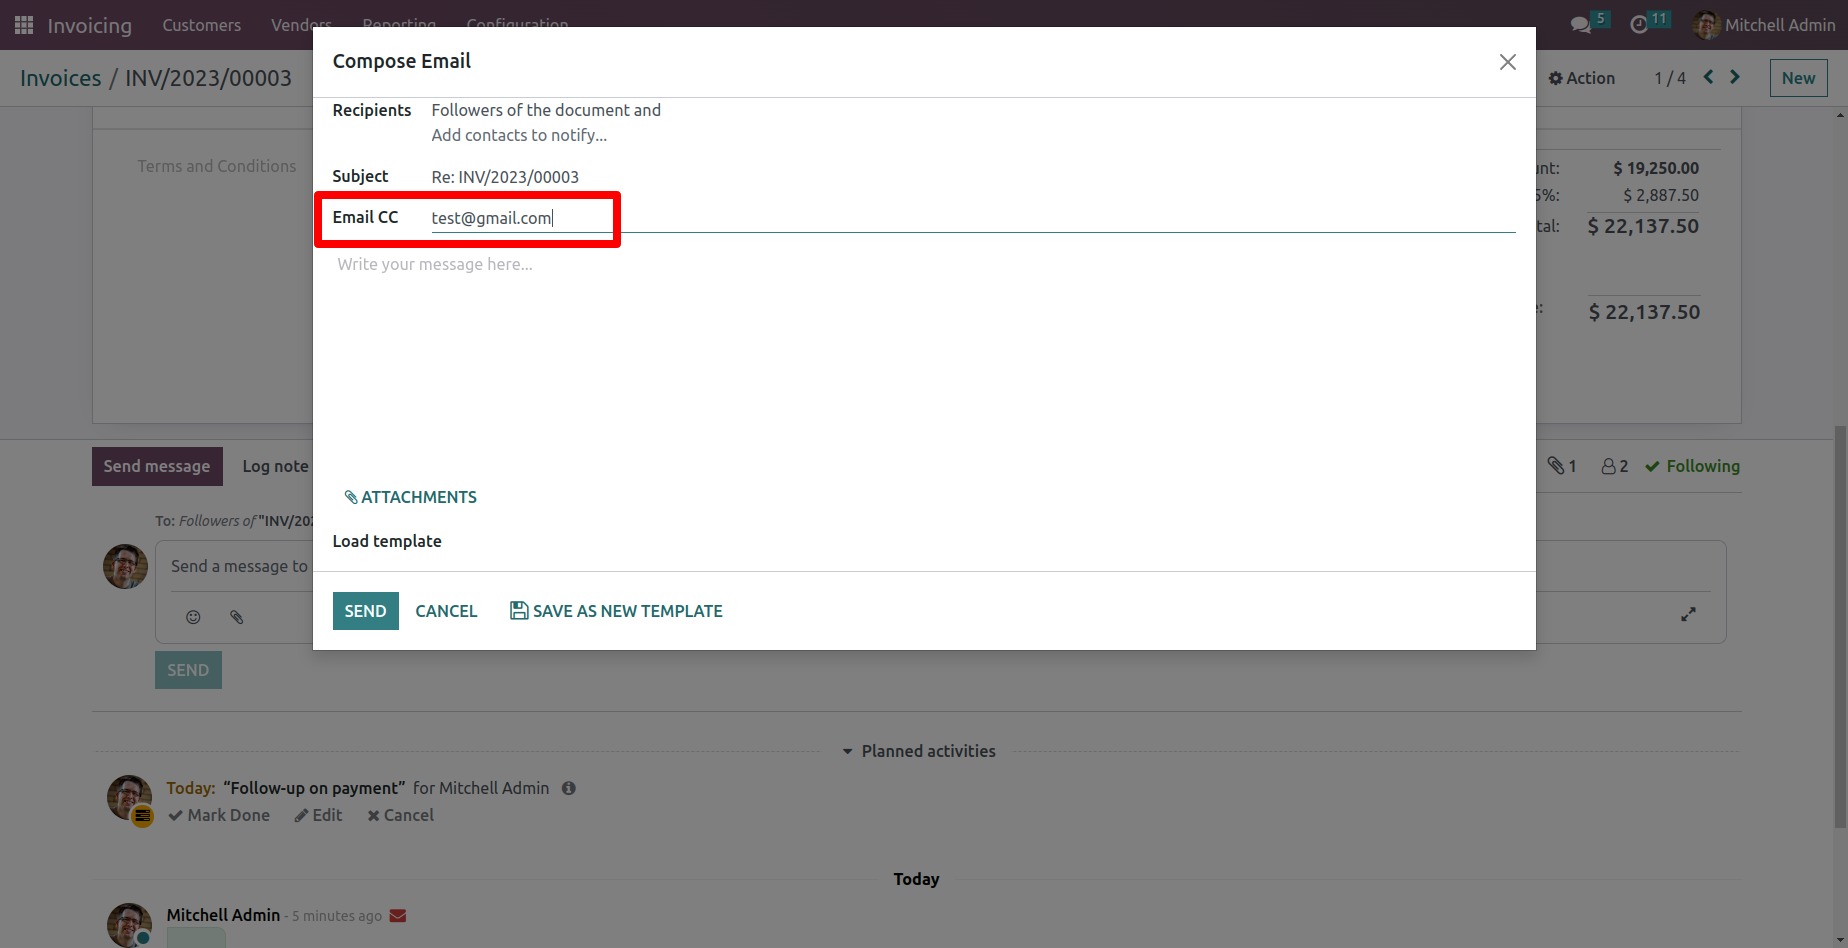 Invoicing Customers Vendors Reporting Configuration 5 11 Mitchell Admin
Invoices / INV/2023/00003 Action 1 / 4 New
Compose Email
Recipients Followers of the document and
Add contacts to notify...
Subject Re: INV/2023/00003
Email CC test@gmail.com
Write your message here...
ATTACHMENTS
Load template
SEND CANCEL SAVE AS NEW TEMPLATE
Terms and Conditions
$ 19,250.00
5%: $ 2,887.50
$ 22,137.50
$ 22,137.50
Send message Log note 1 2 Following
To: Followers of "INV/202
Send a message to
SEND
Planned activities
Today: “Follow-up on payment” for Mitchell Admin
Mark Done Edit Cancel
Today
Mitchell Admin - 5 minutes ago